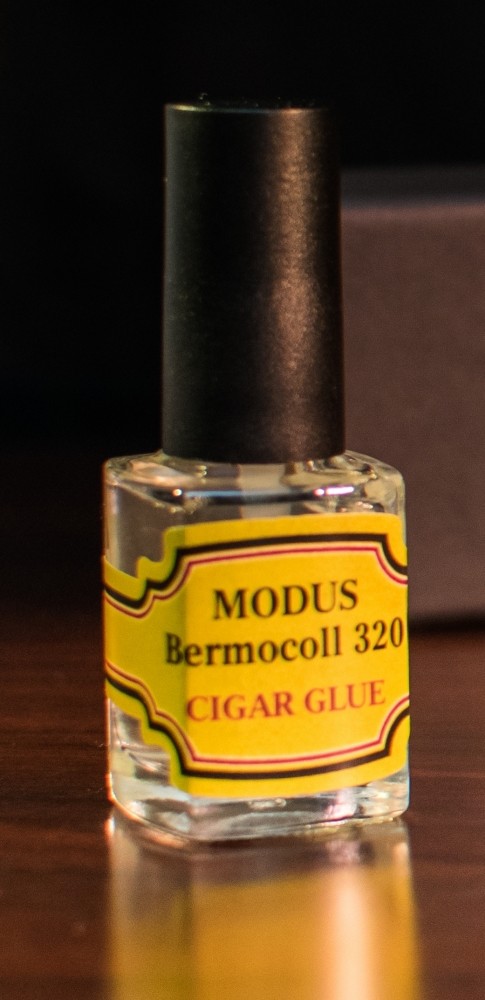 MODUS
Bermocoll 320
CIGAR GLUE